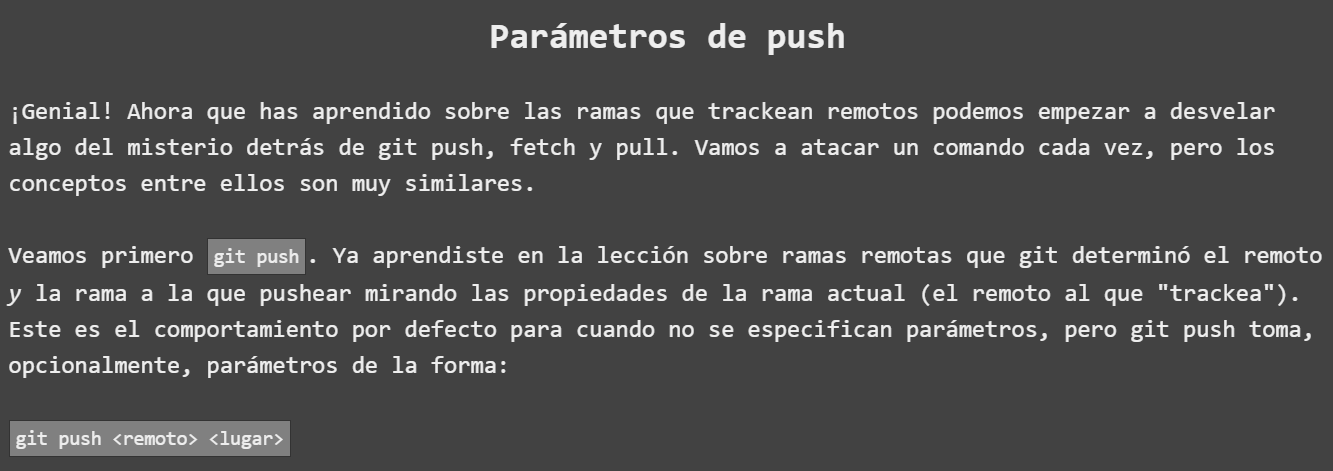 Parámetros de push
¡Genial! Ahora que has aprendido sobre las ramas que trackean remotos podemos empezar a desvelar
algo del misterio detrás de git push, fetch y pull. Vamos a atacar un comando cada vez, pero los
conceptos entre ellos son muy similares.
Veamos primero git push. Ya aprendiste en la lección sobre ramas remotas que git determinó el remoto
y la rama a la que pushear mirando las propiedades de la rama actual (el remoto al que "trackea").
Este es el comportamiento por defecto para cuando no se especifican parámetros, pero git push toma,
opcionalmente, parámetros de la forma:
git push <remoto> <lugar>